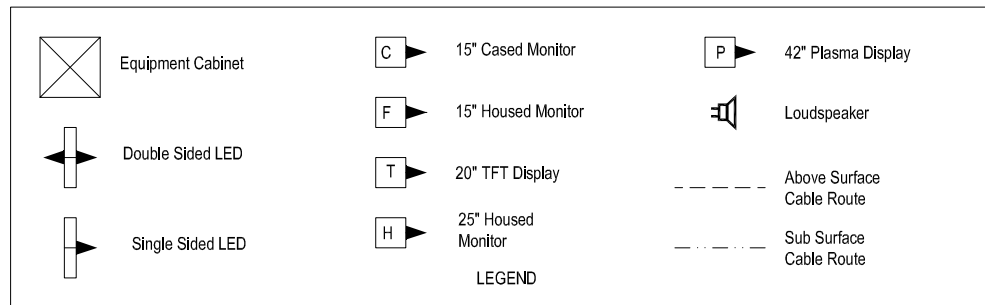 Equipment Cabinet
Double Sided LED
Single Sided LED
C
15" Cased Monitor
F
15" Housed Monitor
T
20" TFT Display
H
25" Housed
Monitor
LEGEND
P
42" Plasma Display
Loudspeaker
Above Surface
Cable Route
Sub Surface
Cable Route